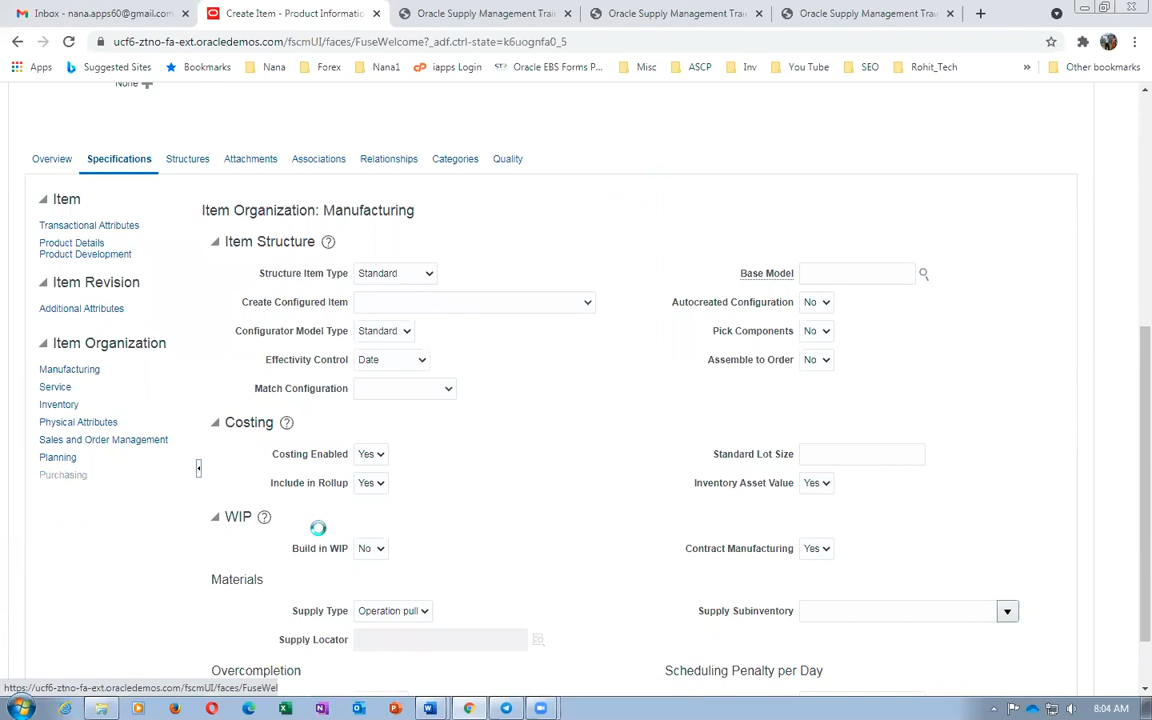 Inbox - nana.apps60@gmail.com
Create Item - Product Informatio
Oracle Supply Management Trai
Oracle Supply Management Trai
Oracle Supply Management Trai
ucf6-ztno-fa-ext.oracledemos.com/fscmUI/faces/FuseWelcome?_adf.ctrl-state=k6uognfa0_5
Apps Suggested Sites Bookmarks Nana Forex Nana1 iapps Login Oracle EBS Forms P... Misc ASCP Inv You Tube SEO Rohit_Tech » Other bookmarks
None
Overview Specifications Structures Attachments Associations Relationships Categories Quality
Item
Transactional Attributes
Product Details
Product Development
Item Revision
Additional Attributes
Item Organization
Manufacturing
Service
Inventory
Physical Attributes
Sales and Order Management
Planning
Purchasing
Item Organization: Manufacturing
Item Structure
Structure Item Type Standard Base Model
Create Configured Item Autocreated Configuration No
Configurator Model Type Standard Pick Components No
Effectivity Control Date Assemble to Order No
Match Configuration
Costing
Costing Enabled Yes Standard Lot Size
Include in Rollup Yes Inventory Asset Value Yes
WIP
Build in WIP No Contract Manufacturing Yes
Materials
Supply Type Operation pull Supply Subinventory
Supply Locator
Overcompletion Scheduling Penalty per Day
https://ucf6-ztno-fa-ext.oracledemos.com/fscmUI/faces/FuseWel
8:04 AM